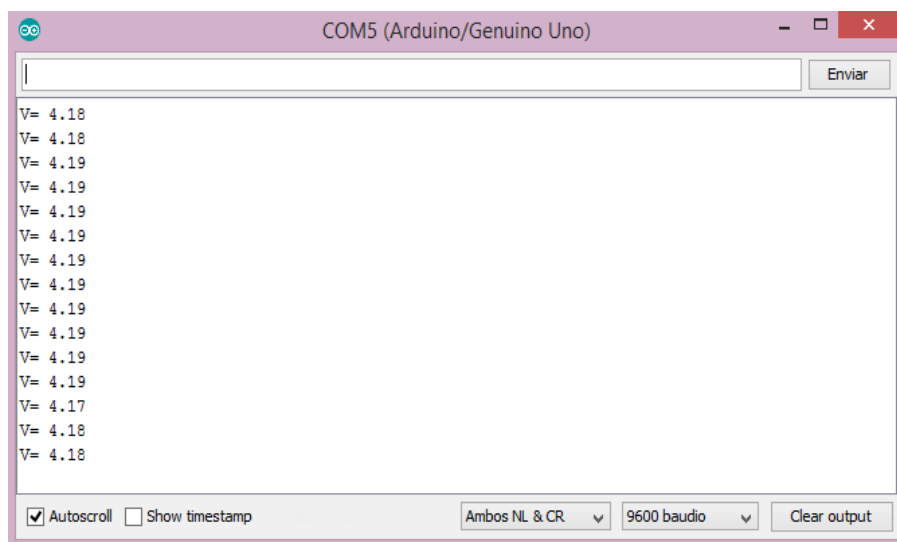 COM5 (Arduino/Genuino Uno)
Enviar
V= 4.18
V= 4.18
V= 4.19
V= 4.19
V= 4.19
V= 4.19
V= 4.19
V= 4.19
V= 4.19
V= 4.19
V= 4.19
V= 4.19
V= 4.17
V= 4.18
V= 4.18
Autoscroll Show timestamp Ambos NL & CR 9600 baudio Clear output